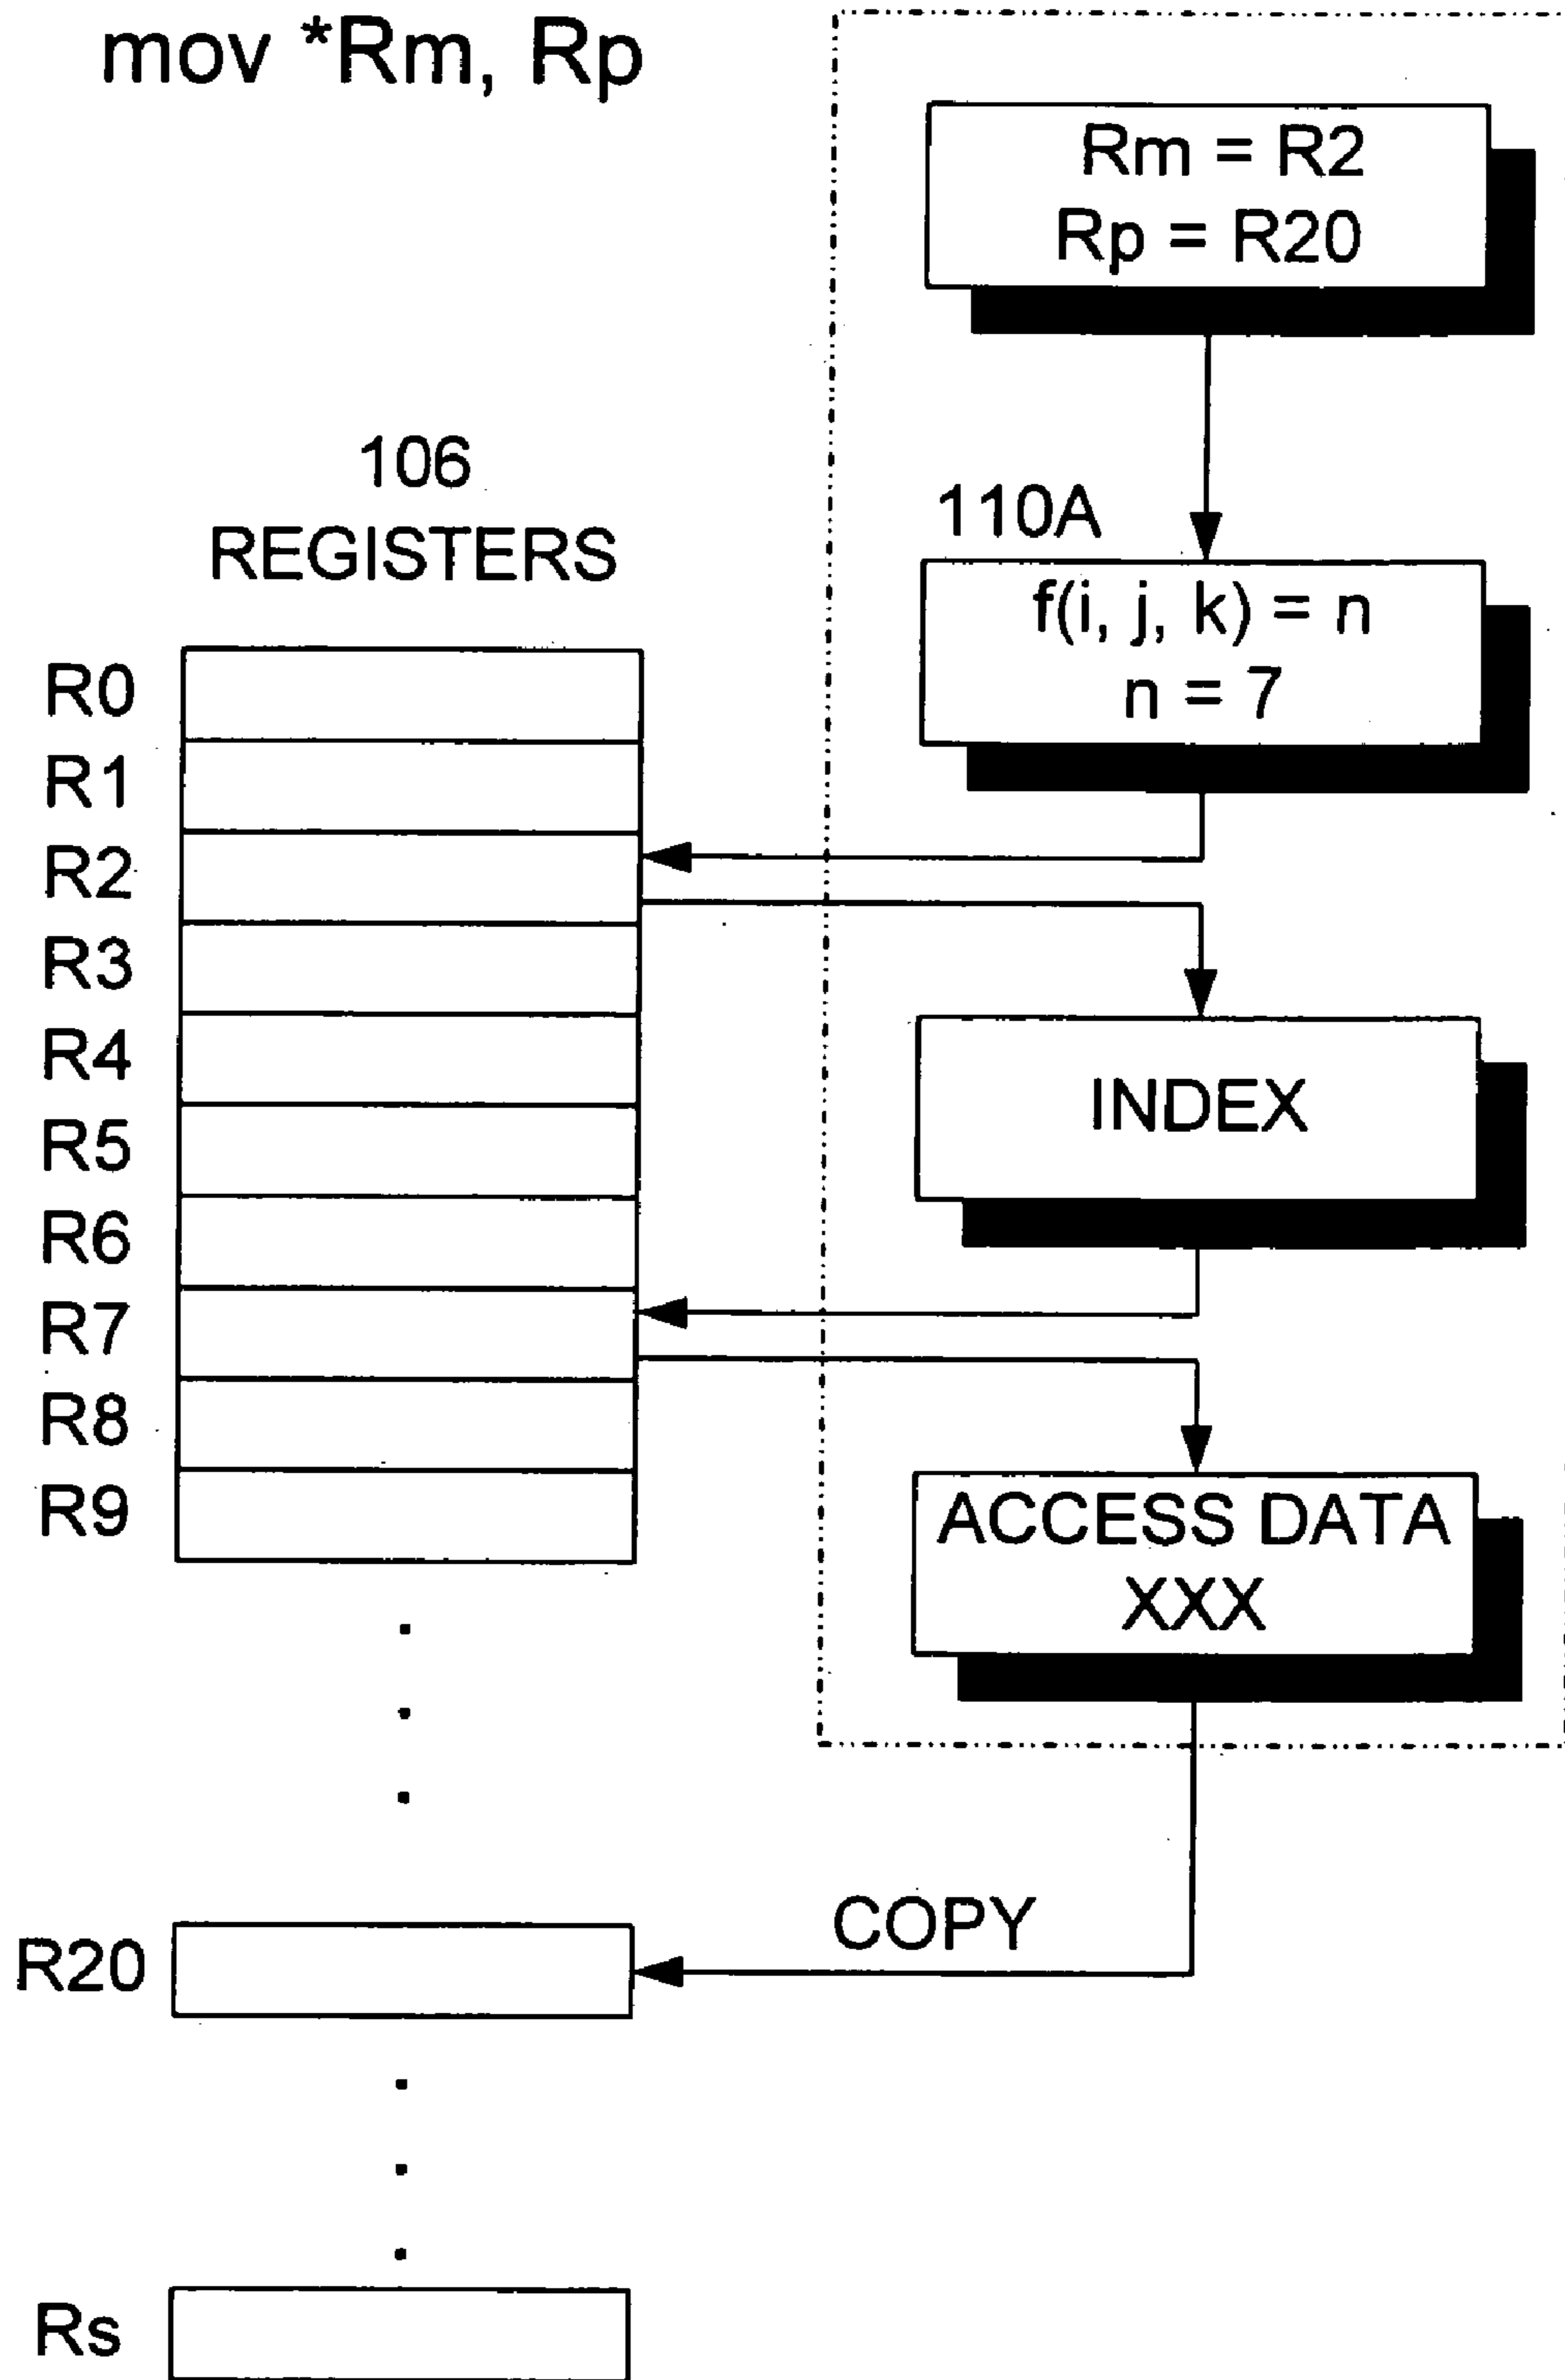 mov *Rm, Rp
Rm = R2
Rp = R20
106
REGISTERS
110A
f(i, j, k) = n
n = 7
R0
R1
R2
R3
R4
R5
R6
R7
R8
R9
INDEX
ACCESS DATA
XXX
COPY
R20
Rs